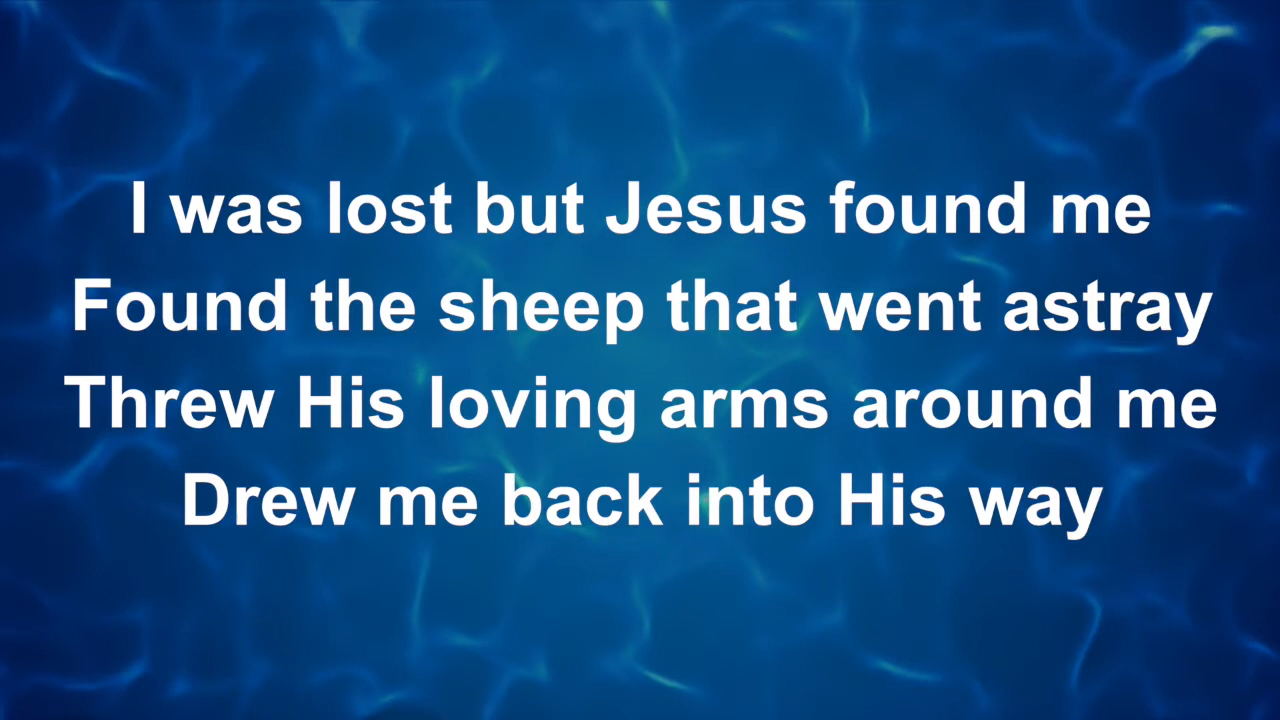 I was lost but Jesus found me
Found the sheep that went astray
Threw His loving arms around me
Drew me back into His way